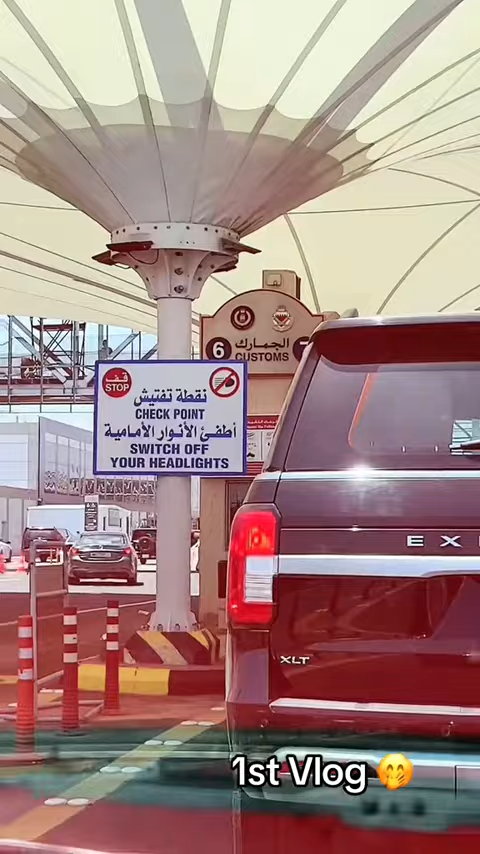 الجمارك
6
CUSTOMS
قف
STOP
نقطة تفتيش
CHECK POINT
أطفئ الأنوار الأمامية
SWITCH OFF
YOUR HEADLIGHTS
EX
XLT
1st Vlog 🤭